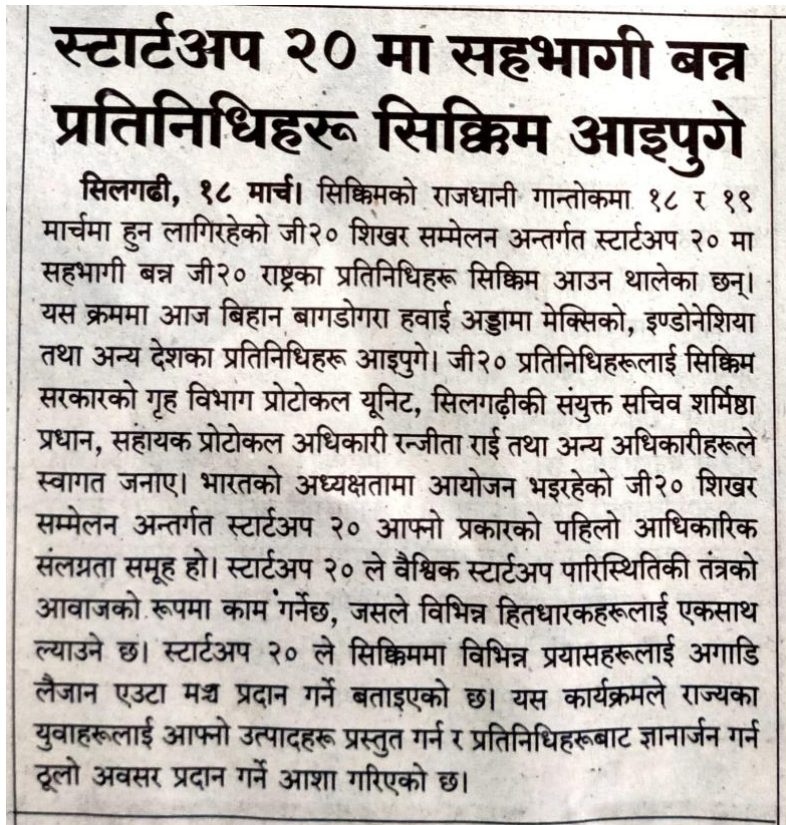 स्टार्टअप २० मा सहभागी बन्न
प्रतिनिधिहरू सिक्किम आइपुगे
सिलगढी, १८ मार्च। सिक्किमको राजधानी गान्तोकमा १८ र १९
मार्चमा हुन लागिरहेको जी२० शिखर सम्मेलन अन्तर्गत स्टार्टअप २० मा
सहभागी बन्न जी२० राष्ट्रका प्रतिनिधिहरू सिक्किम आउन थालेका छन्।
यस क्रममा आज बिहान बागडोगरा हवाई अड्डामा मेक्सिको, इण्डोनेशिया
तथा अन्य देशका प्रतिनिधिहरू आइपुगे। जी२० प्रतिनिधिहरूलाई सिक्किम
सरकारको गृह विभाग प्रोटोकल यूनिट, सिलगढ़ीकी संयुक्त सचिव शर्मिष्ठा
प्रधान, सहायक प्रोटोकल अधिकारी रन्जीता राई तथा अन्य अधिकारीहरूले
स्वागत जनाए। भारतको अध्यक्षतामा आयोजन भइरहेको जी२० शिखर
सम्मेलन अन्तर्गत स्टार्टअप २० आफ्नो प्रकारको पहिलो आधिकारिक
संलग्रता समूह हो। स्टार्टअप २० ले वैश्विक स्टार्टअप पारिस्थितिकी तंत्रको
आवाजको रूपमा काम गर्नेछ, जसले विभिन्न हितधारकहरूलाई एकसाथ
ल्याउने छ। स्टार्टअप २० ले सिक्किममा विभिन्न प्रयासहरूलाई अगाडि
लैजान एउटा मञ्च प्रदान गर्ने बताइएको छ। यस कार्यक्रमले राज्यका
युवाहरूलाई आफ्नो उत्पादहरू प्रस्तुत गर्न र प्रतिनिधिहरूबाट ज्ञानार्जन गर्न
ठूलो अवसर प्रदान गर्ने आशा गरिएको छ।